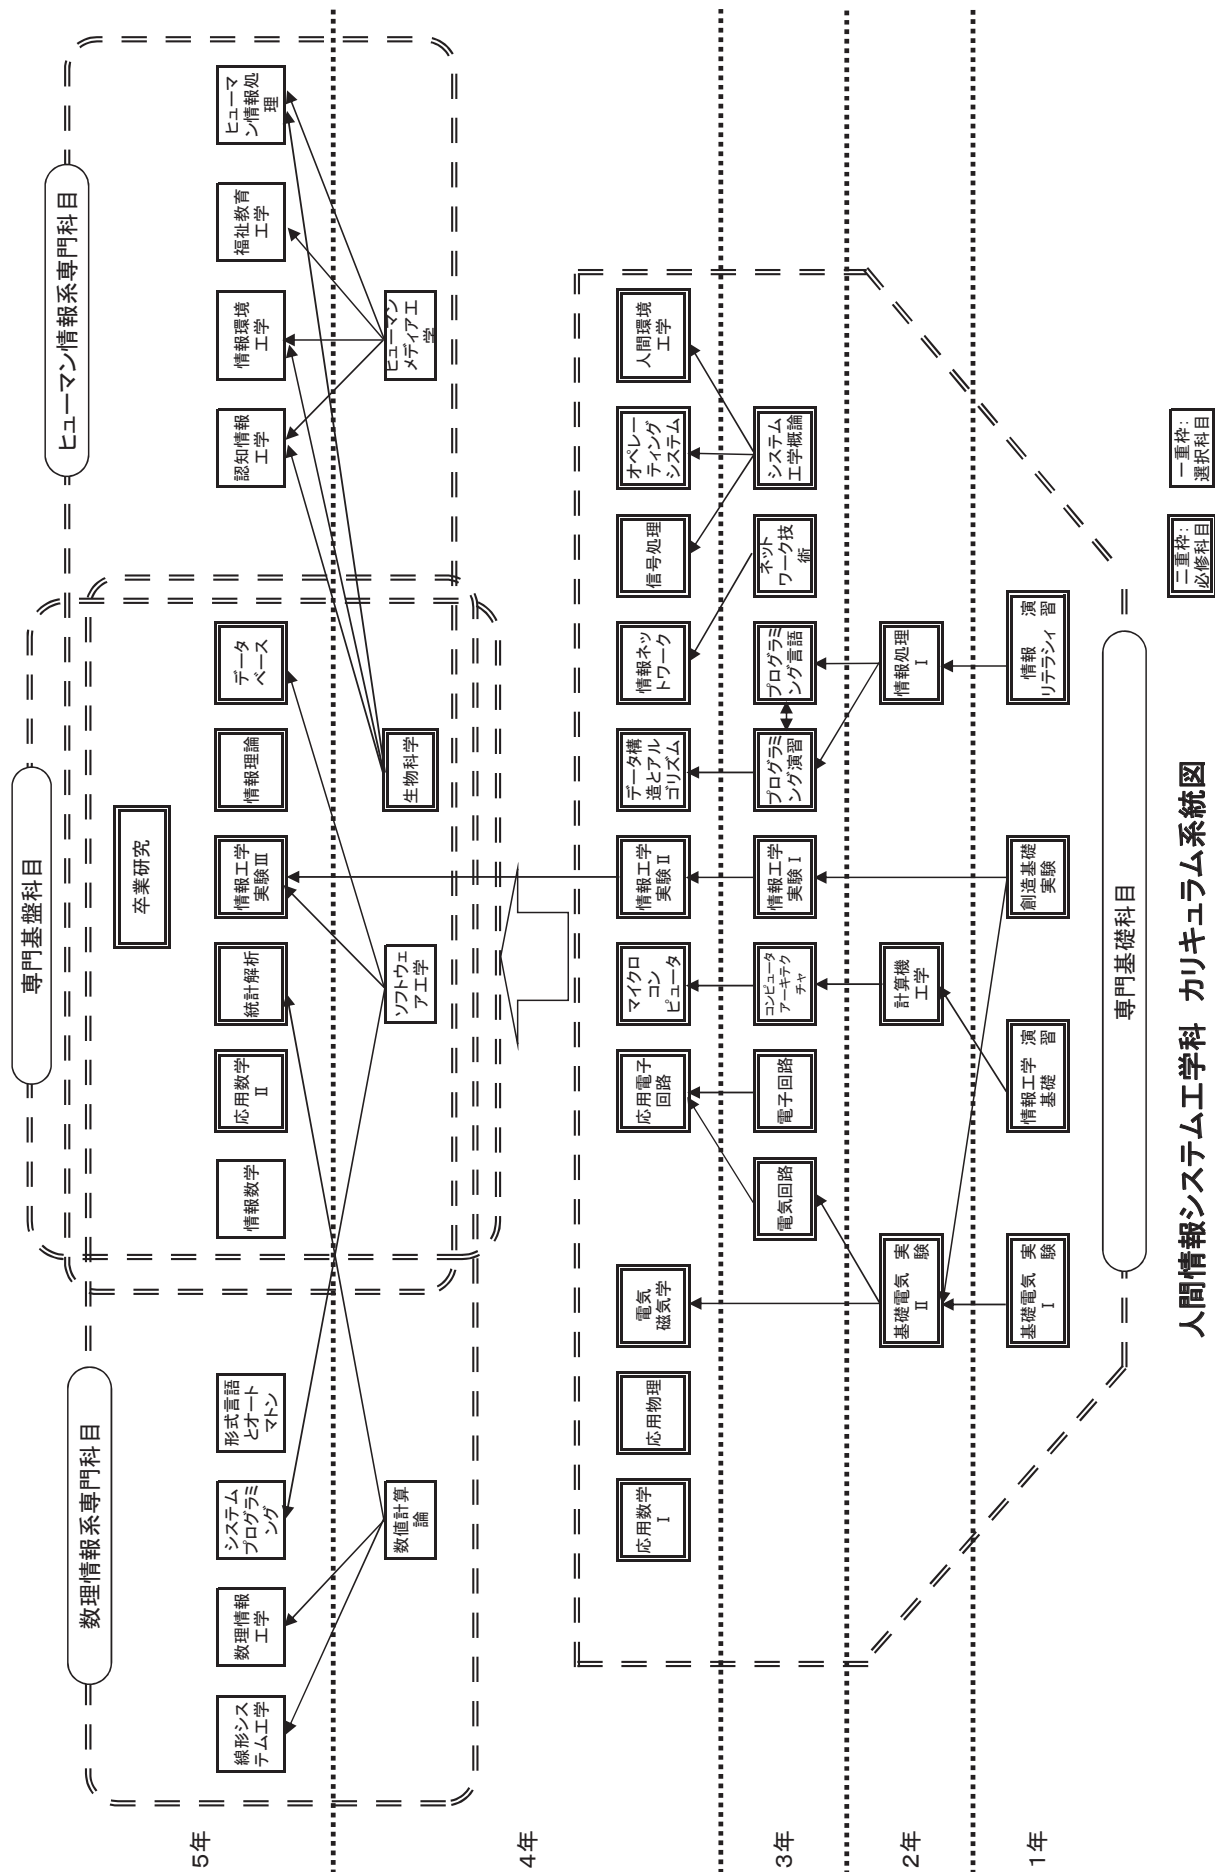 ヒューマン情報系専門科目
専門基盤科目
数理情報系専門科目
5年
卒業研究
線形シス
テム工学
数理情報
工学
システム
プログラミ
ング
形式言語
とオート
マトン
情報数学
応用数学
Ⅱ
統計解析
情報工学
実験Ⅲ
情報理論
データ
ベース
認知情報
工学
情報環境
工学
福祉教育
工学
ヒューマ
ン情報処
理
4年
数値計算
論
ソフトウェ
ア工学
生物科学
ヒューマン
メディア工
学
応用数学
Ⅰ
応用物理
電気
磁気学
応用電子
回路
マイクロ
コン
ピュータ
情報工学
実験Ⅱ
データ構
造とアル
ゴリズム
情報ネッ
トワーク
信号処理
オペレー
ティング
システム
人間環境
工学
3年
電気回路
電子回路
コンピュータ
アーキテク
チャ
情報工学
実験Ⅰ
プログラミ
ング演習
プログラミ
ング言語
ネット
ワーク技
術
システム
工学概論
2年
基礎電気 実
Ⅱ 験
計算機
工学
情報処理
Ⅰ
1年
基礎電気 実
Ⅰ 験
情報工学 演
基礎 習
創造基礎
実験
情報 演
リテラシィ 習
専門基礎科目
人間情報システム工学科 カリキュラム系統図
二重枠:
必修科目
一重枠:
選択科目